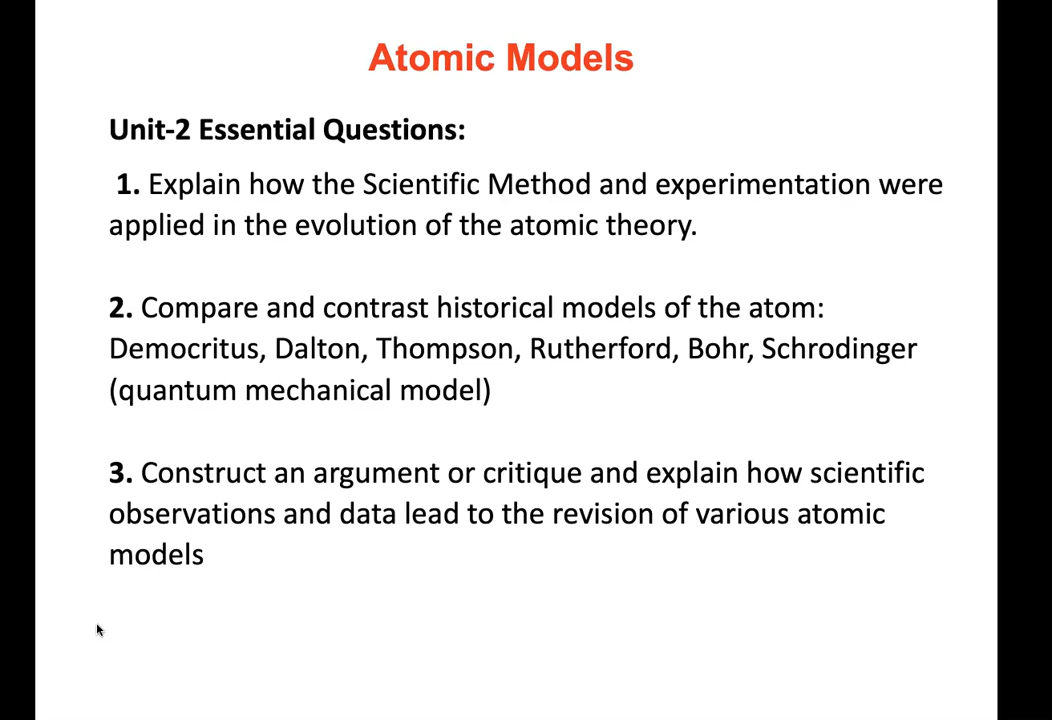 Atomic Models
Unit-2 Essential Questions:
1. Explain how the Scientific Method and experimentation were
applied in the evolution of the atomic theory.
2. Compare and contrast historical models of the atom:
Democritus, Dalton, Thompson, Rutherford, Bohr, Schrodinger
(quantum mechanical model)
3. Construct an argument or critique and explain how scientific
observations and data lead to the revision of various atomic
models